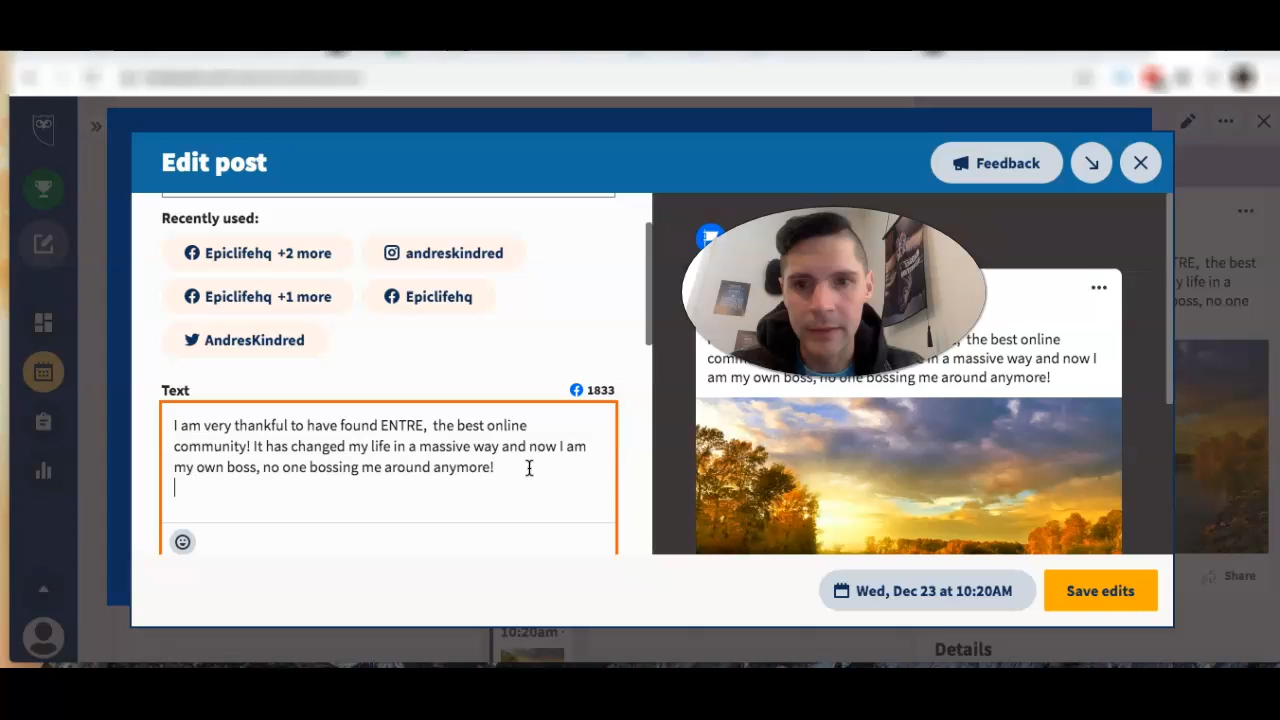 Edit post
Feedback
Recently used:
Epiclifehq +2 more
andreskindred
Epiclifehq +1 more
Epiclifehq
AndresKindred
Text
1833
I am very thankful to have found ENTRE,  the best online
community! It has changed my life in a massive way and now I am
my own boss, no one bossing me around anymore!
the best online
in a massive way and now I
am my own boss, no one bossing me around anymore!
the best
life in a
boss, no one
Share
Wed, Dec 23 at 10:20AM
Save edits
10:20am
Details